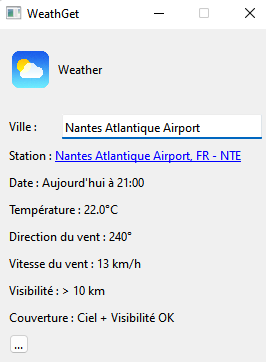 WeathGet
Weather
Ville : Nantes Atlantique Airport
Station : Nantes Atlantique Airport, FR - NTE
Date : Aujourd'hui à 21:00
Température : 22.0°C
Direction du vent : 240°
Vitesse du vent : 13 km/h
Visibilité : > 10 km
Couverture : Ciel + Visibilité OK
...